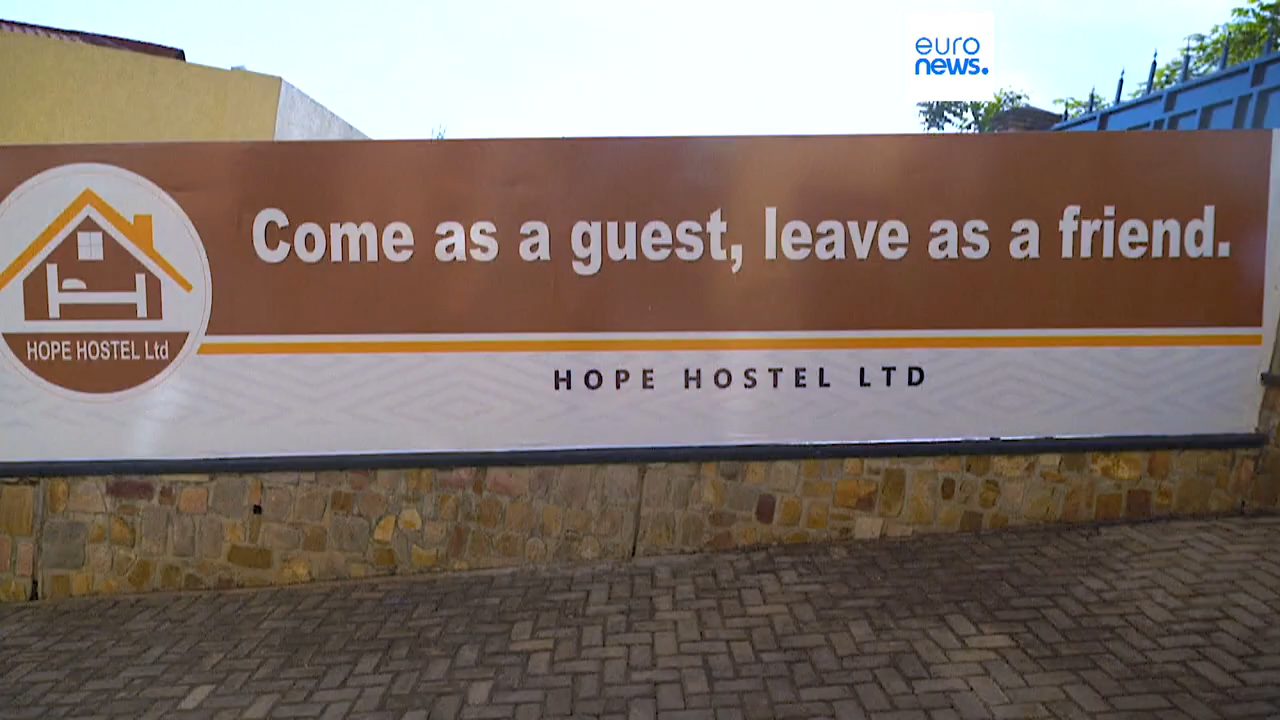 euro
news.
Come as a guest, leave as a friend.
HOPE HOSTEL Ltd
HOPE HOSTEL LTD